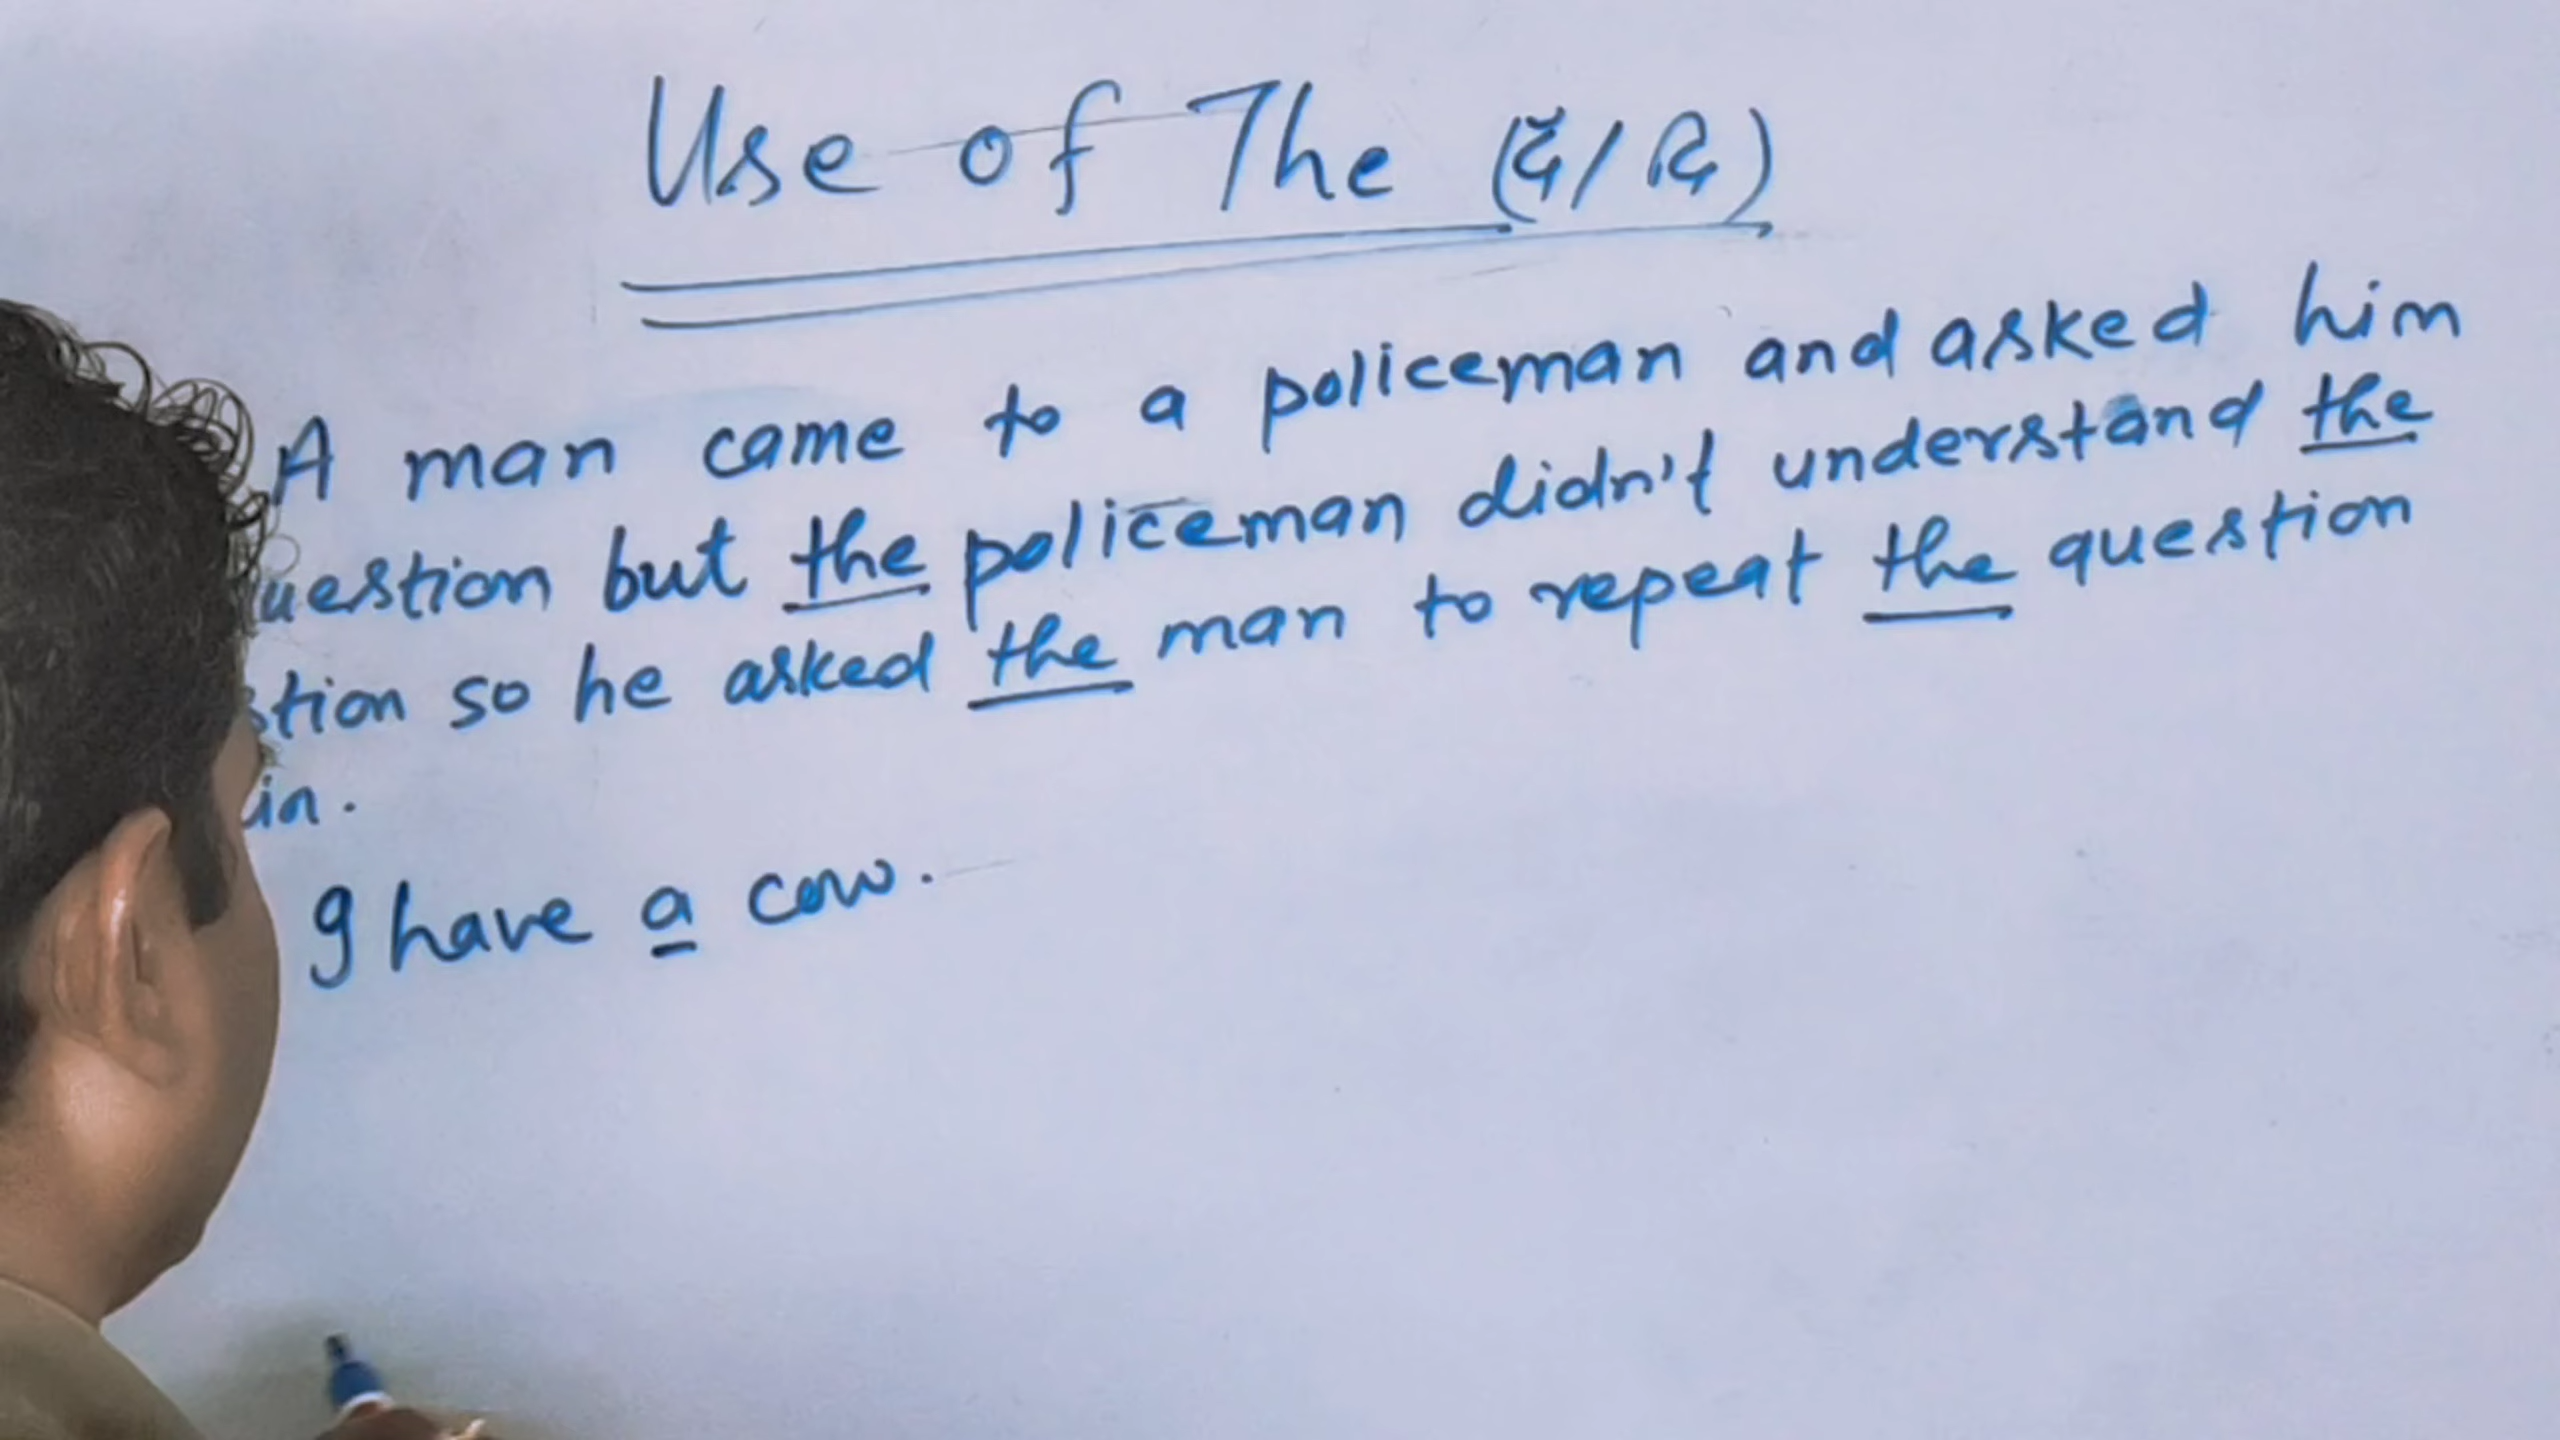 Use of The (दॅ/दि)
A man came to a policeman and asked him
uestion but the policeman didn't understand the
stion so he asked the man to repeat the question
in.
I have a cow.